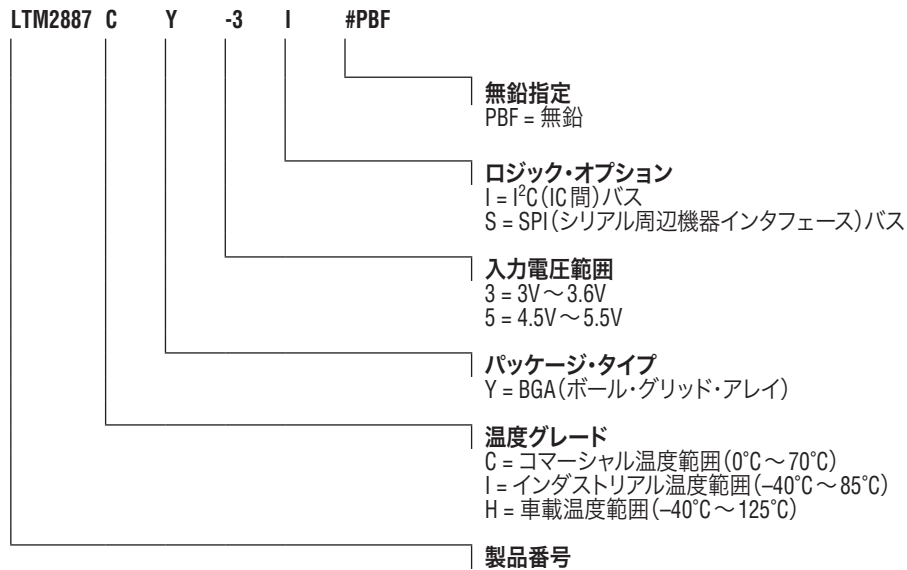 LTM2887 C Y -3 I #PBF
無鉛指定
PBF = 無鉛
ロジック・オプション
I = I²C(IC間)バス
S = SPI(シリアル周辺機器インタフェース)バス
入力電圧範囲
3 = 3V～3.6V
5 = 4.5V～5.5V
パッケージ・タイプ
Y = BGA(ボール・グリッド・アレイ)
温度グレード
C = コマーシャル温度範囲(0°C～70°C)
I = インダストリアル温度範囲(–40°C～85°C)
H = 車載温度範囲(–40°C～125°C)
製品番号